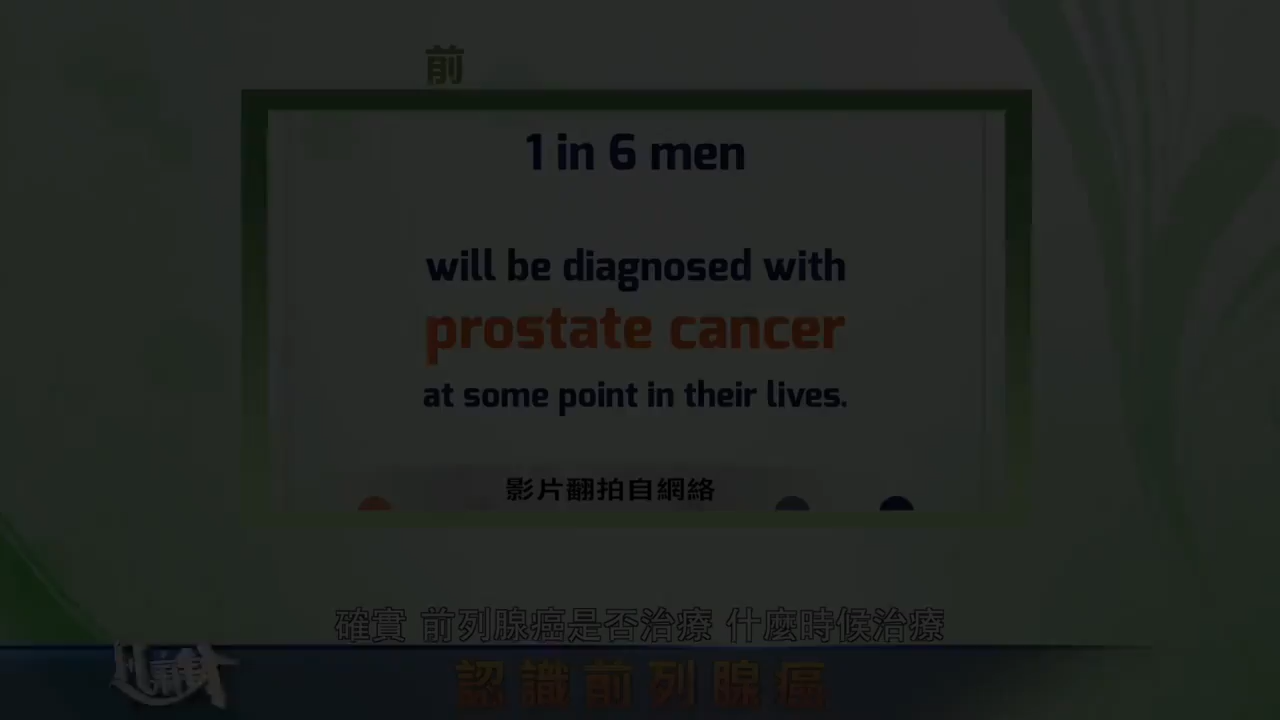 前
1 in 6 men
will be diagnosed with
prostate cancer
at some point in their lives.
影片翻拍自網絡
確實 前列腺癌是否治療 什麼時候治療
認識前列腺癌